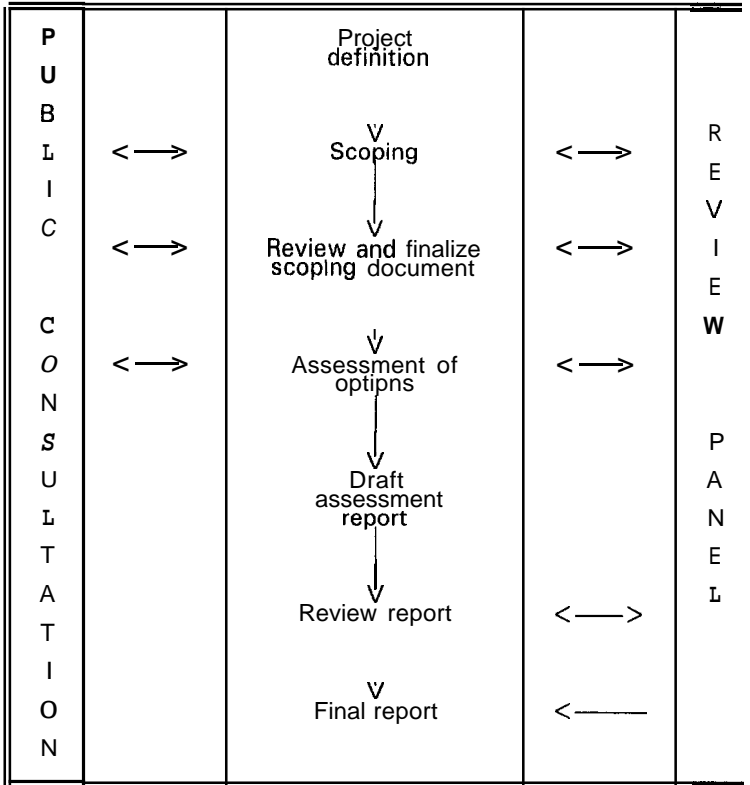 PUBLIC CONSULTATION
Project
definition
Scoping
Review and finalize
scoping document
Assessment of
optipns
Draft
assessment
report
Review report
Final report
REVIEW PANEL